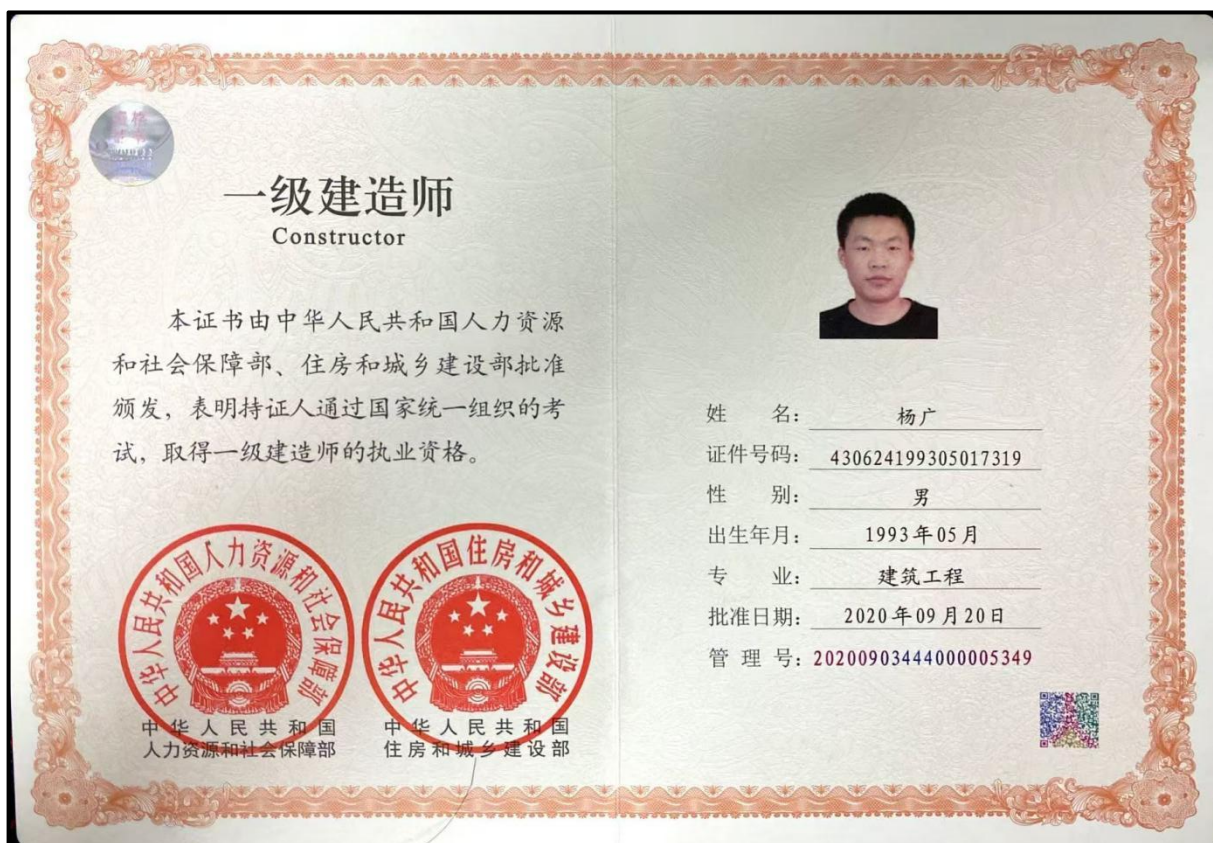 一级建造师
Constructor
本证书由中华人民共和国人力资源
和社会保障部、住房和城乡建设部批准
颁发，表明持证人通过国家统一组织的考
试，取得一级建造师的执业资格。
中华人民共和国人力资源和社会保障部
中华人民共和国
人力资源和社会保障部
中华人民共和国住房和城乡建设部
中华人民共和国
住房和城乡建设部
姓 名： 杨广
证件号码： 430624199305017319
性 别： 男
出生年月： 1993年05月
专 业： 建筑工程
批准日期： 2020年09月20日
管 理 号：20200903444000005349